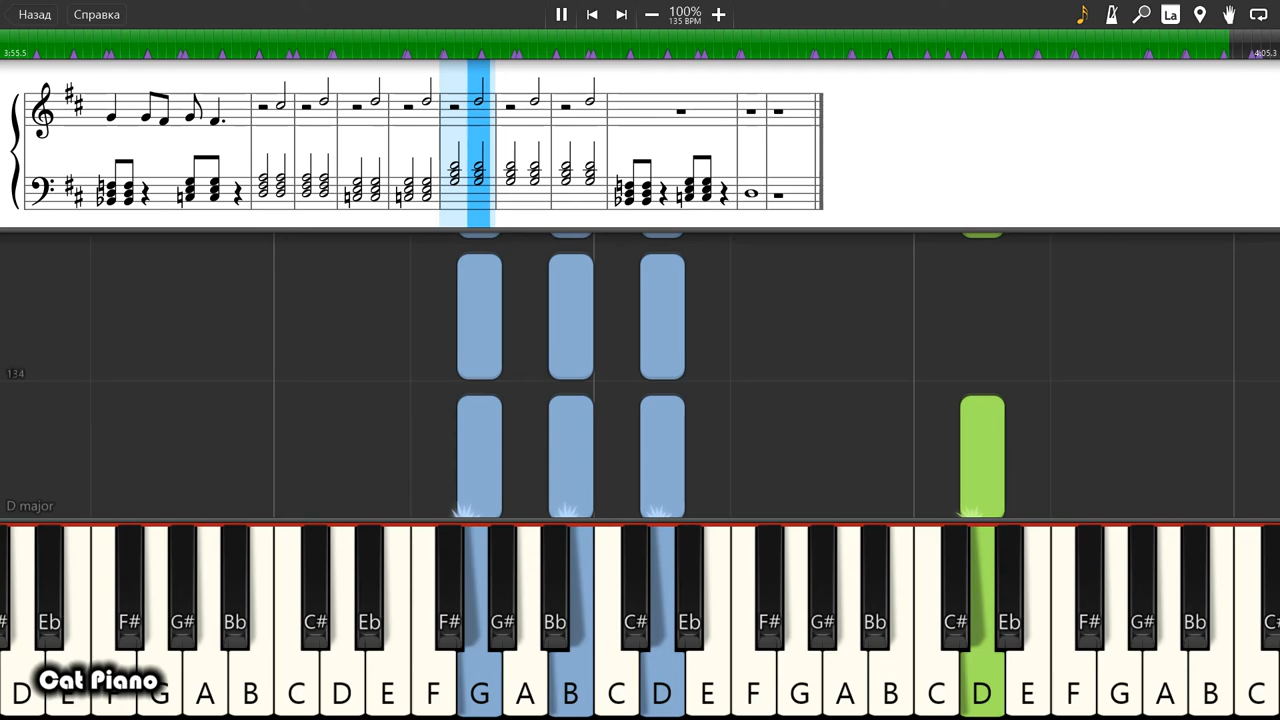 Назад Справка 100% La
135 BPM
3:55.5 4:05.3
134
D major
Eb F# G# Bb C# Eb F# G# Bb C# Eb F# G# Bb C# Eb F# G# Bb
Cat Piano
D E F G A B C D E F G A B C D E F G A B C D E F G A B C